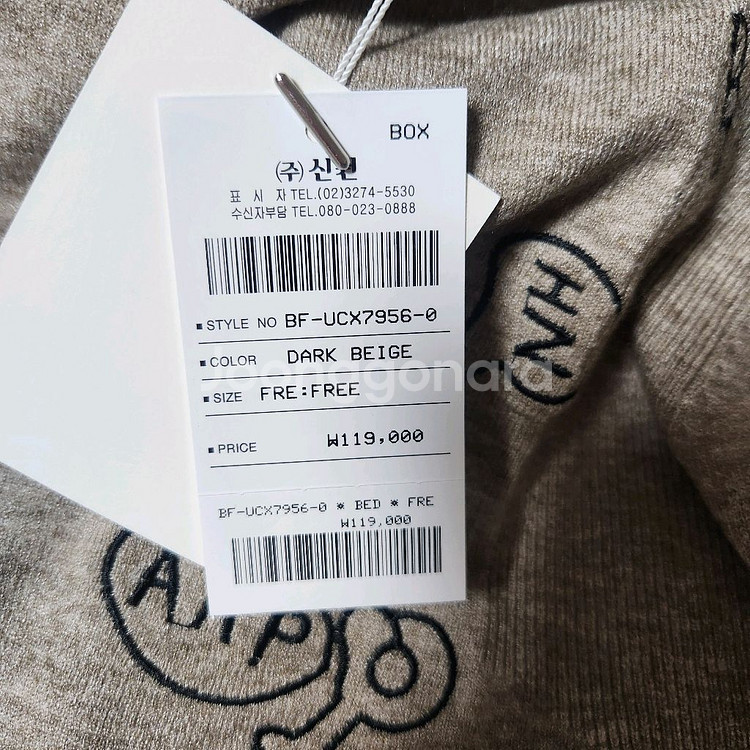 BOX
㈜신원
표 시 자 TEL.(02)3274-5530
수신자부담 TEL.080-023-0888
■ STYLE NO BF-UCX7956-0
■ COLOR DARK BEIGE
■ SIZE FRE:FREE
■ PRICE ₩119,000
BF-UCX7956-0 * BED * FRE
₩119,000
Joonggonara
NH